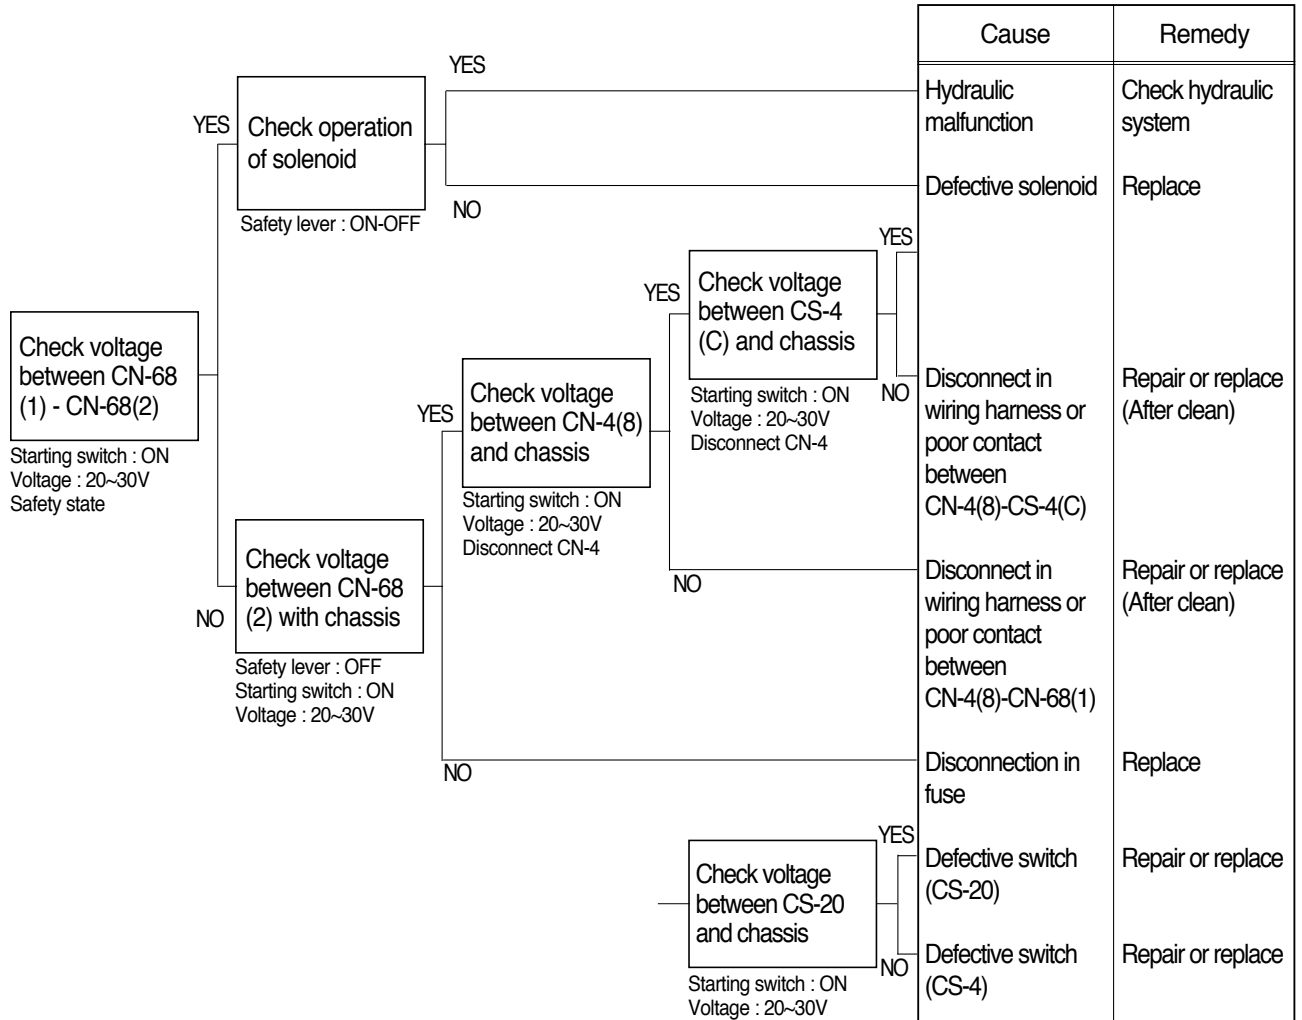 Cause
Remedy
YES
Hydraulic
malfunction
Check hydraulic
system
YES
Check operation
of solenoid
Defective solenoid
Replace
NO
Safety lever : ON-OFF
YES
Check voltage
between CS-4
(C) and chassis
YES
Check voltage
between CN-68
(1) - CN-68(2)
Starting switch : ON
Voltage : 20~30V
Safety state
Check voltage
between CN-4(8)
and chassis
YES
Starting switch : ON
Voltage : 20~30V
Disconnect CN-4
NO
Disconnect in
wiring harness or
poor contact
between
CN-4(8)-CS-4(C)
Repair or replace
(After clean)
Starting switch : ON
Voltage : 20~30V
Disconnect CN-4
Check voltage
between CN-68
(2) with chassis
NO
Safety lever : OFF
Starting switch : ON
Voltage : 20~30V
NO
Disconnect in
wiring harness or
poor contact
between
CN-4(8)-CN-68(1)
Repair or replace
(After clean)
NO
Disconnection in
fuse
Replace
YES
Check voltage
between CS-20
and chassis
Defective switch
(CS-20)
Repair or replace
NO
Defective switch
(CS-4)
Repair or replace
Starting switch : ON
Voltage : 20~30V